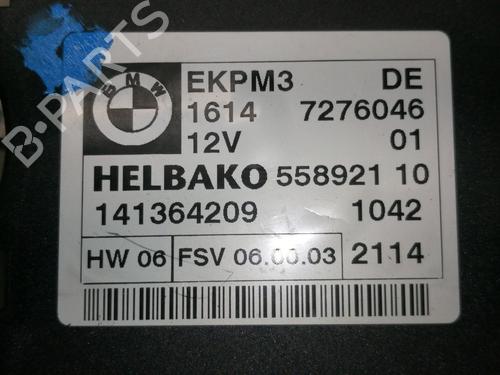 B-PARTS
BMW
EKPM3 DE
1614 7276046
12V 01
HELBAKO 558921 10
141364209 1042
HW 06 FSV 06.00.03 2114